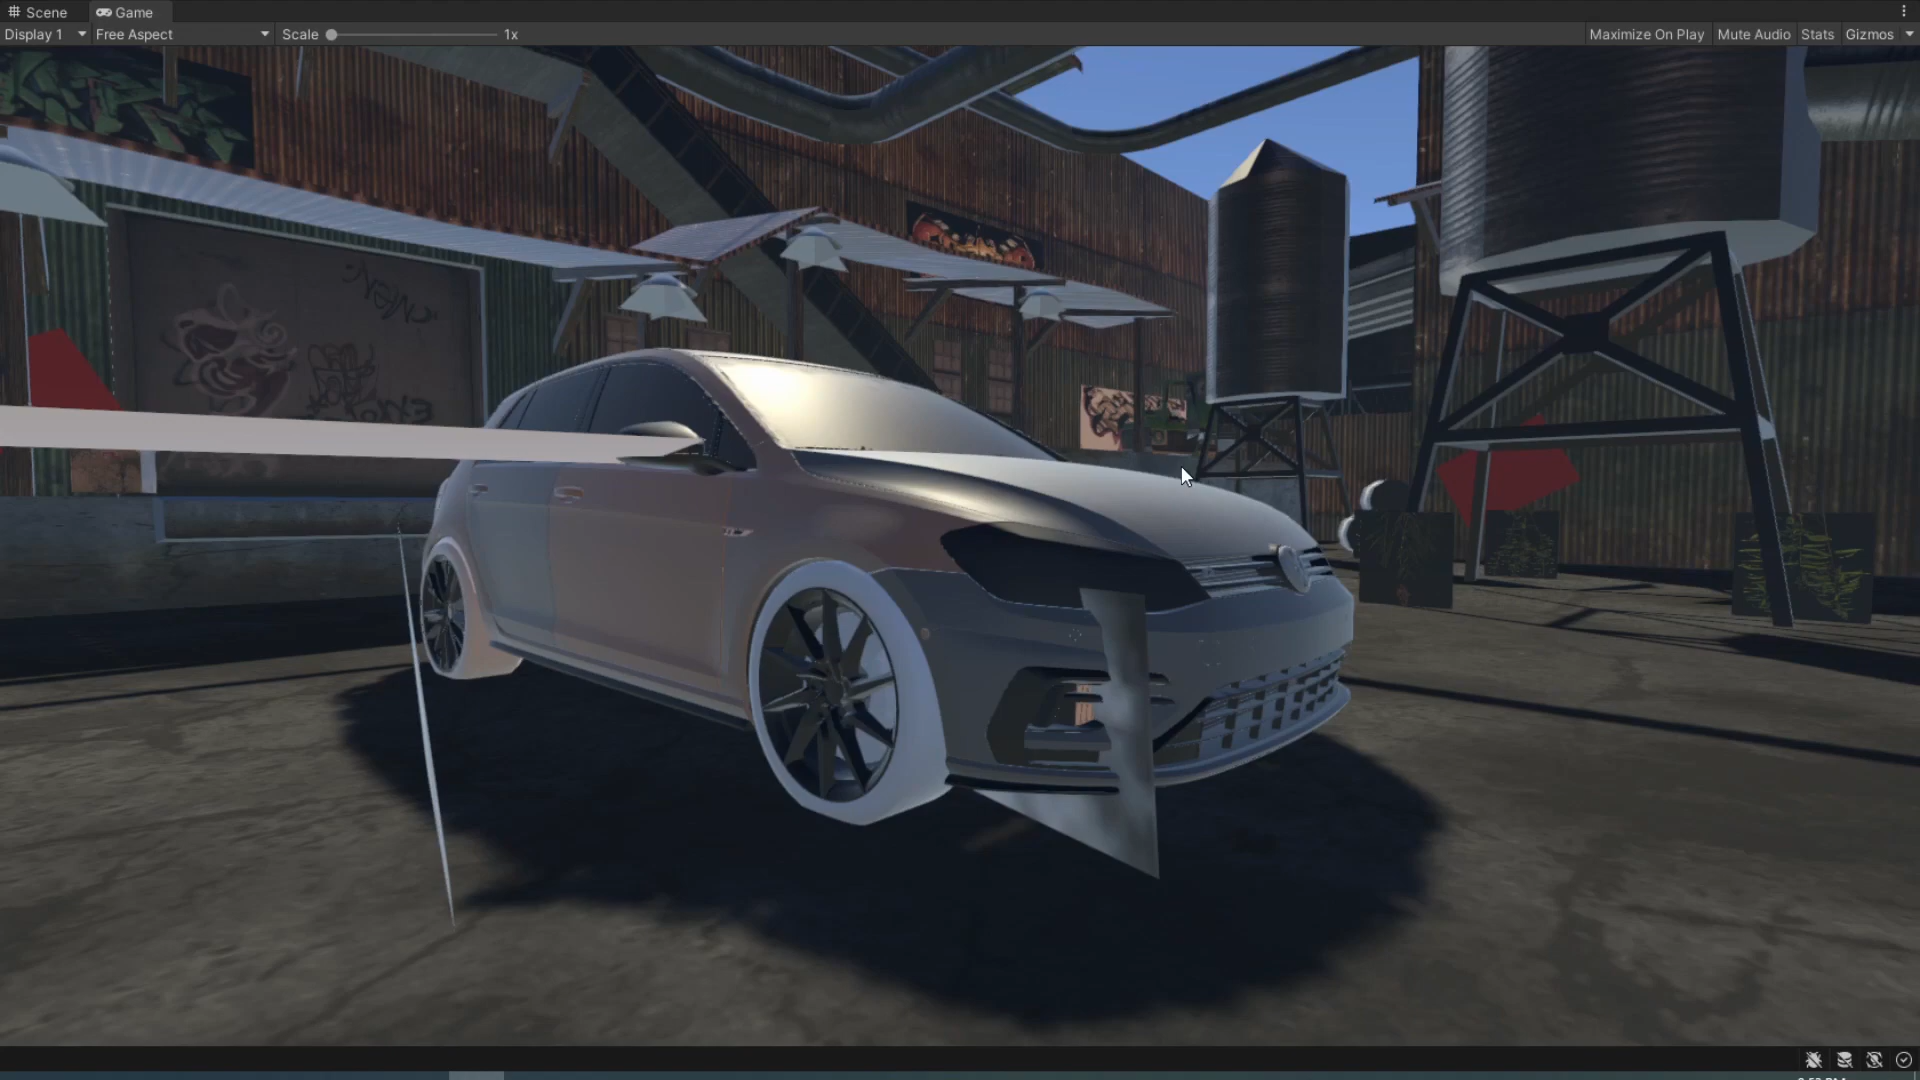 Scene
Game
Display 1
Free Aspect
Scale
1x
Maximize On Play
Mute Audio
Stats
Gizmos